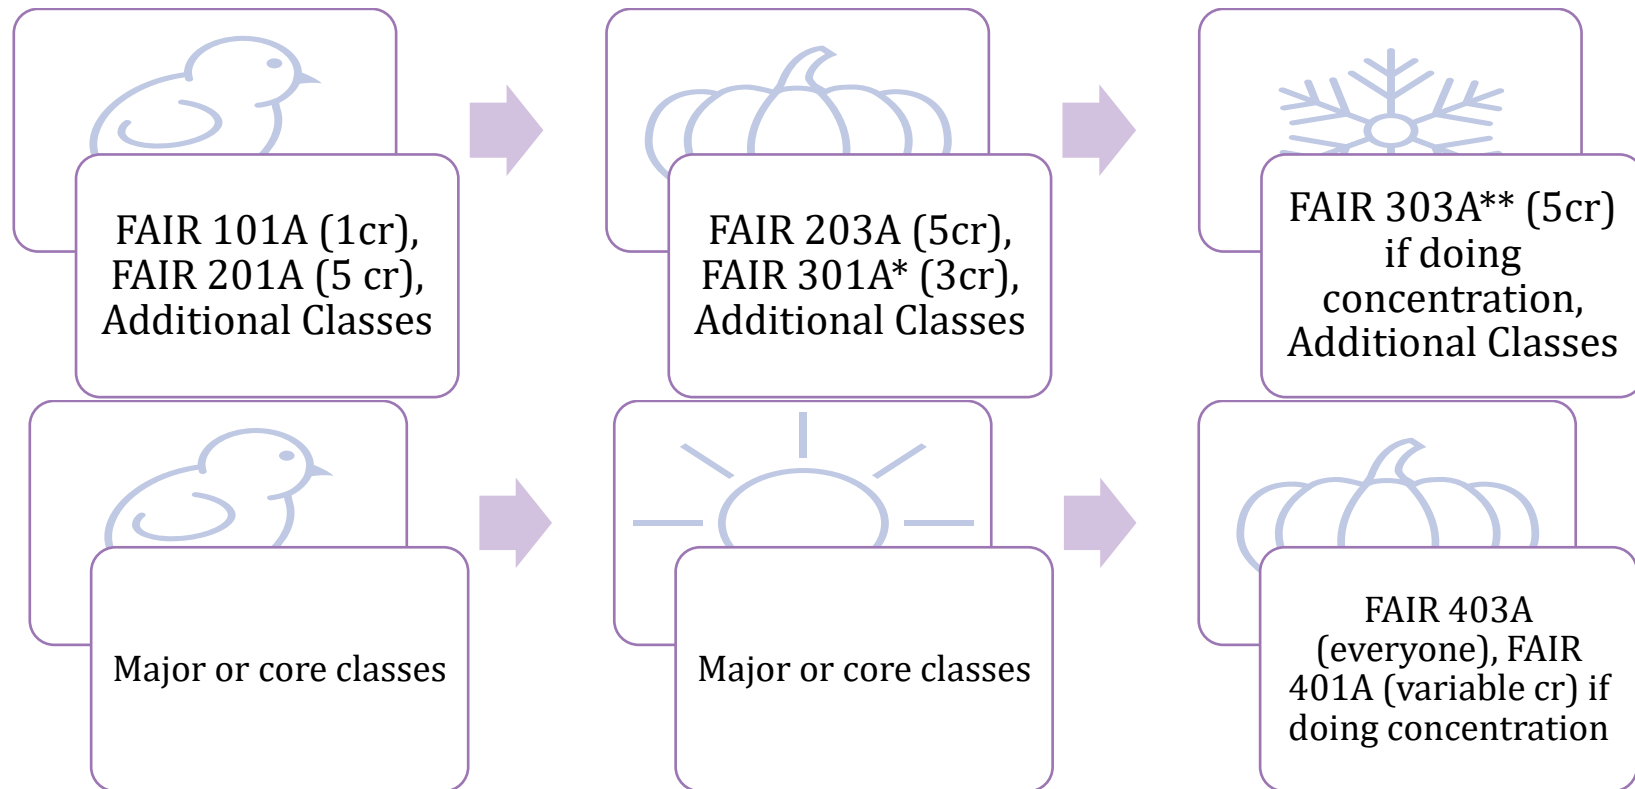 FAIR 101A (1cr),
FAIR 201A (5 cr),
Additional Classes
FAIR 203A (5cr),
FAIR 301A* (3cr),
Additional Classes
FAIR 303A** (5cr)
if doing
concentration,
Additional Classes
Major or core classes
Major or core classes
FAIR 403A
(everyone), FAIR
401A (variable cr) if
doing concentration